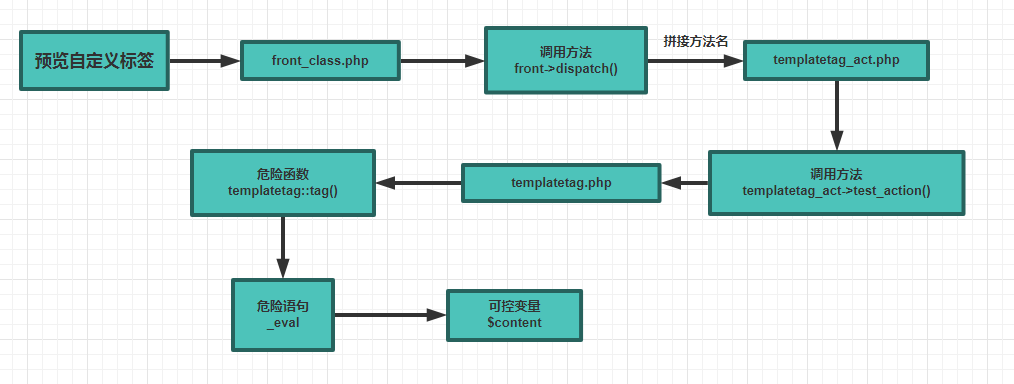 预览自定义标签
front_class.php
调用方法
front->dispatch()
拼接方法名
templatetag_act.php
调用方法
templatetag_act->test_action()
templatetag.php
危险函数
templatetag::tag()
危险语句
_eval
可控变量
$content